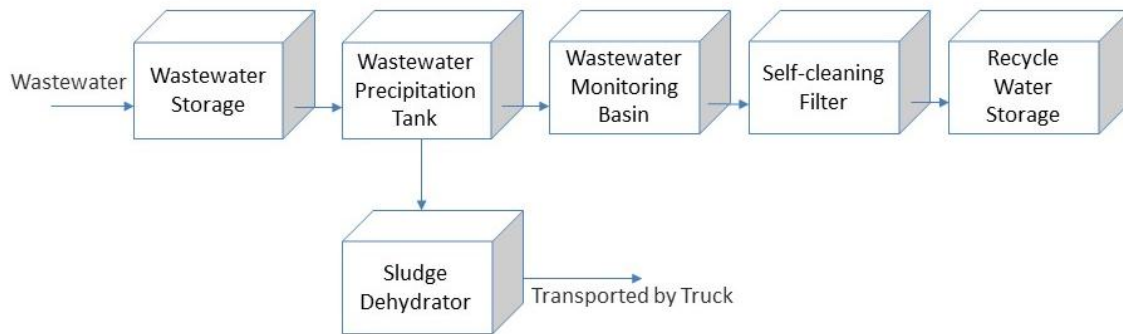 Wastewater
Wastewater
Storage
Wastewater
Precipitation
Tank
Wastewater
Monitoring
Basin
Self-cleaning
Filter
Recycle
Water
Storage
Sludge
Dehydrator
Transported by Truck